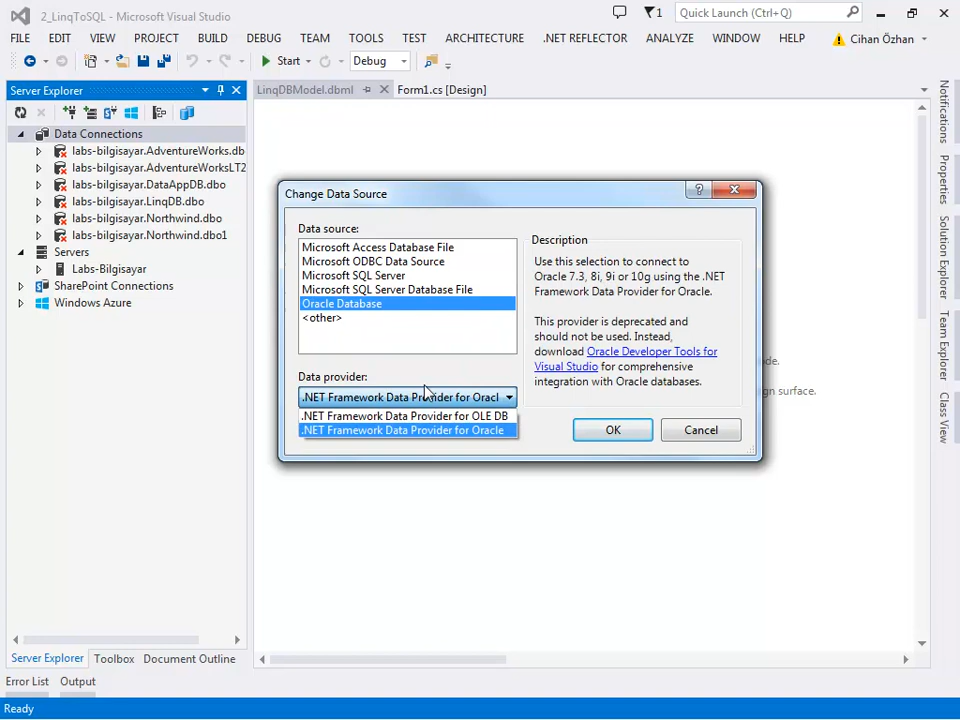 2_LinqToSQL - Microsoft Visual Studio
1
Quick Launch (Ctrl+Q)
FILE EDIT VIEW PROJECT BUILD DEBUG TEAM TOOLS TEST ARCHITECTURE .NET REFLECTOR ANALYZE WINDOW HELP Cihan Özhan
Start Debug
Server Explorer
LinqDBModel.dbml Form1.cs [Design]
Data Connections
labs-bilgisayar.AdventureWorks.db
labs-bilgisayar.AdventureWorksLT2
labs-bilgisayar.DataAppDB.dbo
labs-bilgisayar.LinqDB.dbo
labs-bilgisayar.Northwind.dbo
labs-bilgisayar.Northwind.dbo1
Servers
Labs-Bilgisayar
SharePoint Connections
Windows Azure
Change Data Source
?
Data source:
Microsoft Access Database File
Microsoft ODBC Data Source
Microsoft SQL Server
Microsoft SQL Server Database File
Oracle Database
<other>
Description
Use this selection to connect to
Oracle 7.3, 8i, 9i or 10g using the .NET
Framework Data Provider for Oracle.
This provider is deprecated and
should not be used. Instead,
download Oracle Developer Tools for
Visual Studio for comprehensive
integration with Oracle databases.
Data provider:
.NET Framework Data Provider for Oracl
.NET Framework Data Provider for OLE DB
.NET Framework Data Provider for Oracle
OK Cancel
de.
gn surface.
Notifications
Properties
Solution Explorer
Team Explorer
Class View
Server Explorer Toolbox Document Outline
Error List Output
Ready